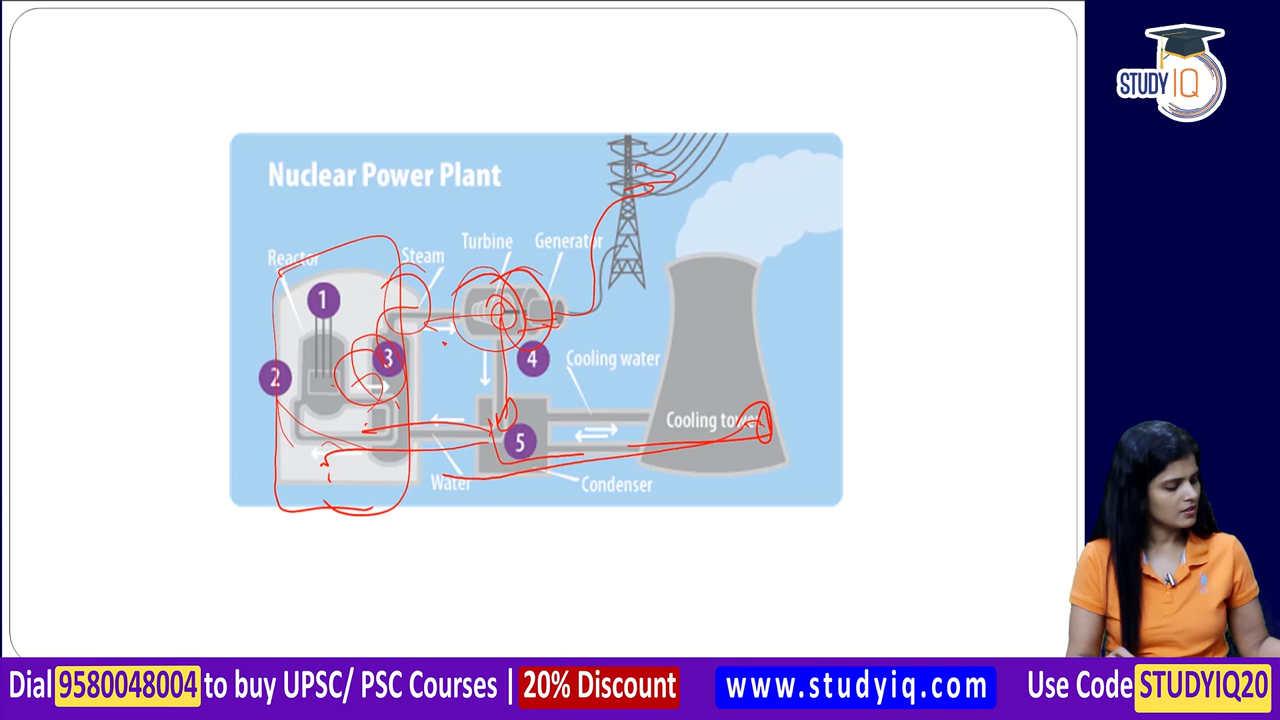 STUDY IQ
Nuclear Power Plant
Reactor
Steam
Turbine
Generator
1
2
3
4
Cooling water
Cooling tower
5
Water
Condenser
Dial 9580048004 to buy UPSC/ PSC Courses | 20% Discount www.studyiq.com Use Code STUDYIQ20